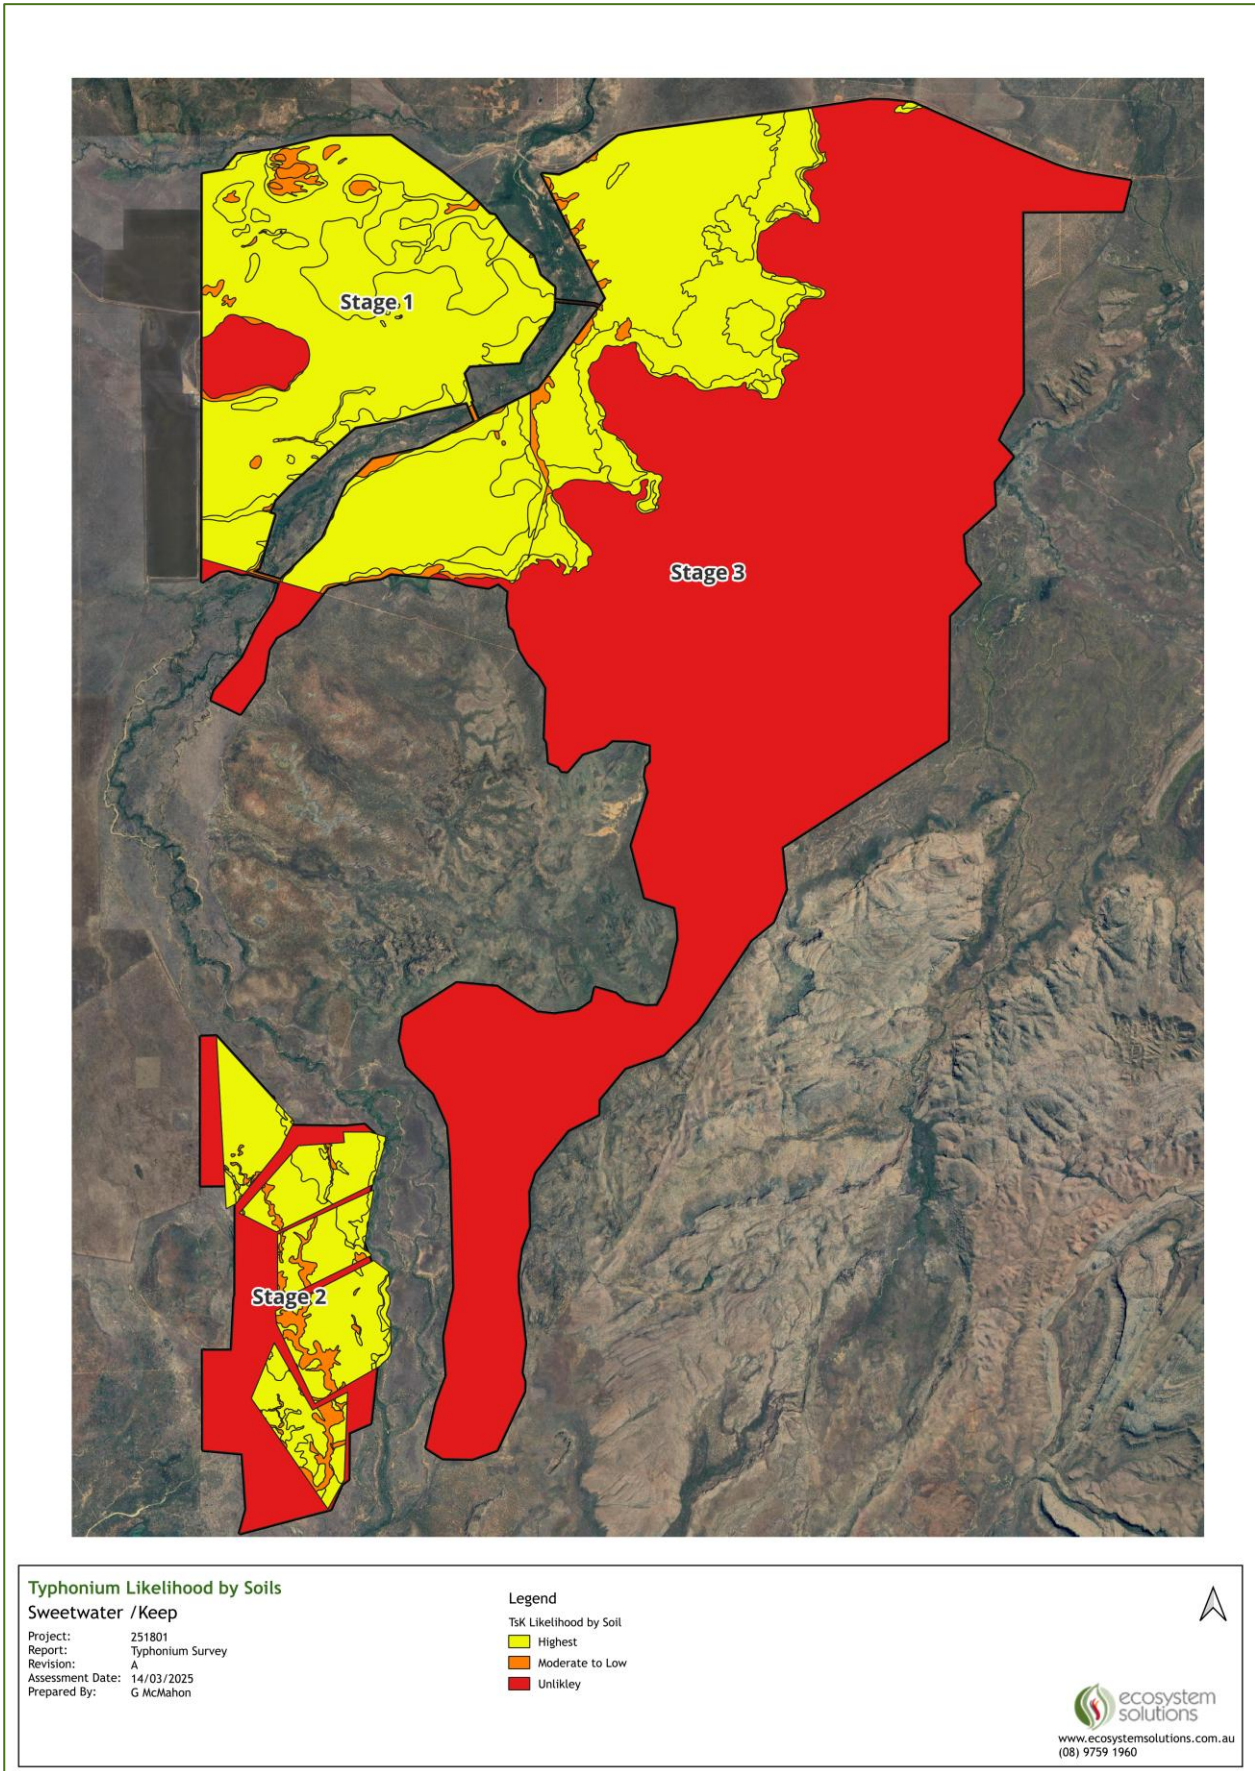 Stage 1
Stage 3
Stage 2
Typhonium Likelihood by Soils
Sweetwater /Keep
Project: 251801
Report: Typhonium Survey
Revision: A
Assessment Date: 14/03/2025
Prepared By: G McMahon
Legend
TsK Likelihood by Soil
Highest
Moderate to Low
Unlikley
ecosystem
solutions
www.ecosystemsolutions.com.au
(08) 9759 1960